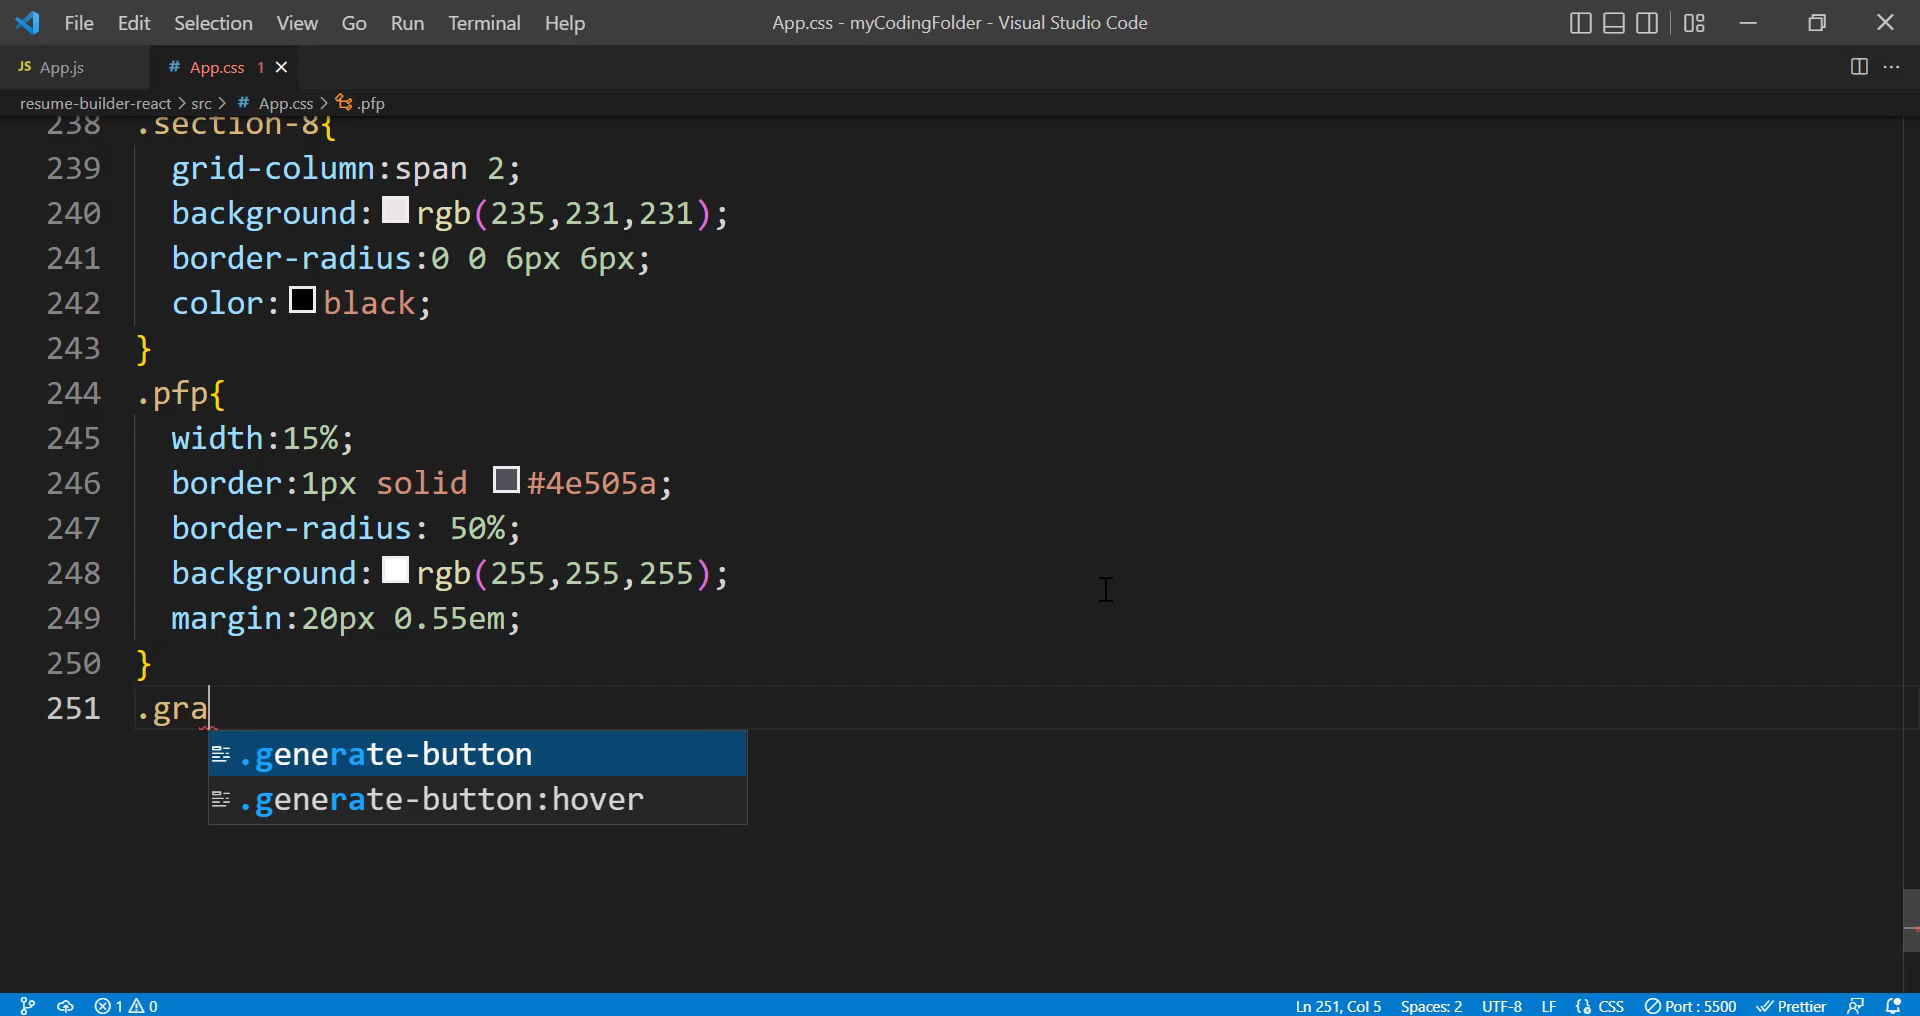 File Edit Selection View Go Run Terminal Help App.css - myCodingFolder - Visual Studio Code
JS App.js # App.css 1
resume-builder-react > src > # App.css > .pfp
238 .section-8{
239 grid-column:span 2;
240 background:rgb(235,231,231);
241 border-radius:0 0 6px 6px;
242 color:black;
243 }
244 .pfp{
245 width:15%;
246 border:1px solid #4e505a;
247 border-radius: 50%;
248 background:rgb(255,255,255);
249 margin:20px 0.55em;
250 }
251 .gra
.generate-button
.generate-button:hover
1 0 Ln 251, Col 5 Spaces: 2 UTF-8 LF {} CSS Port : 5500 Prettier